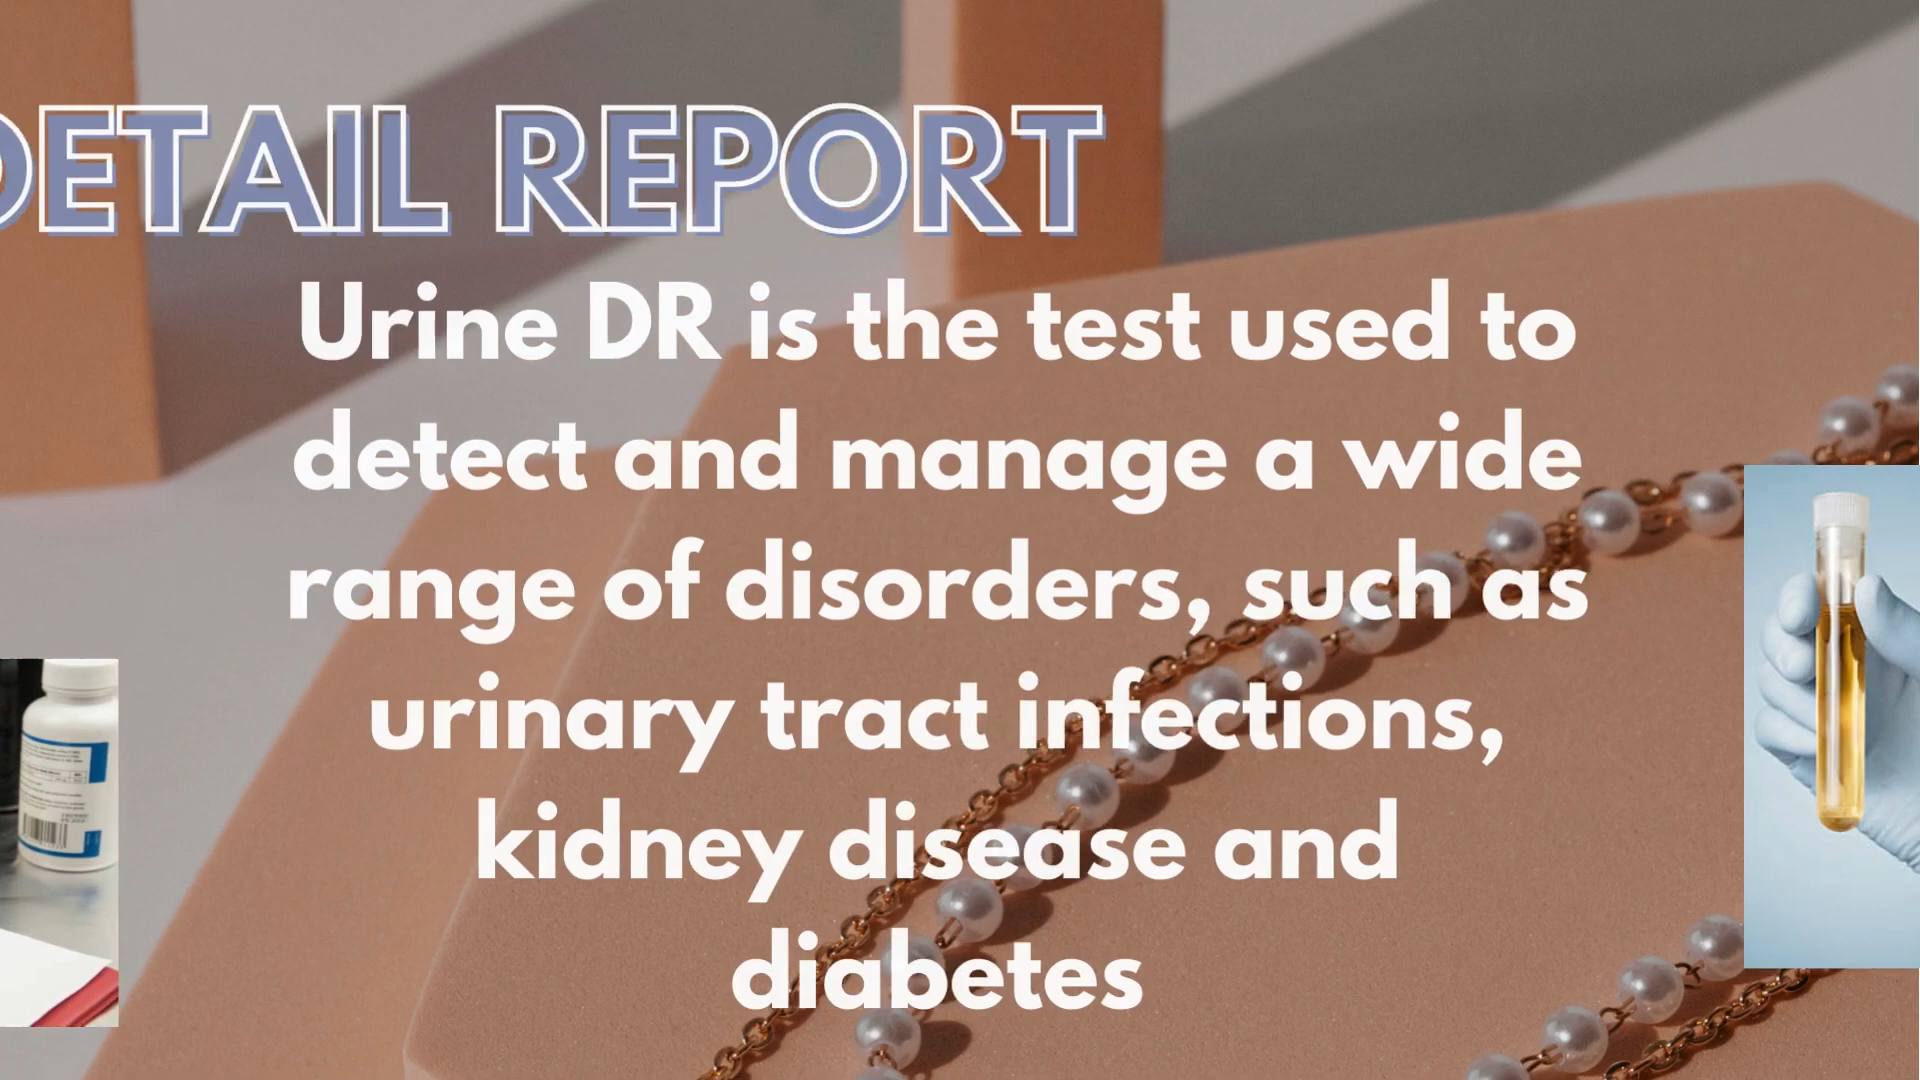 DETAIL REPORT
Urine DR is the test used to
detect and manage a wide
range of disorders, such as
urinary tract infections,
kidney disease and
diabetes